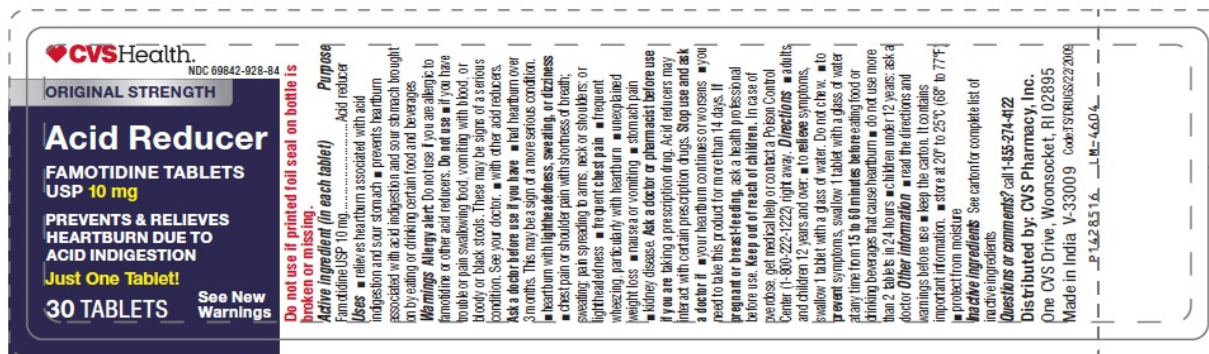 CVSHealth.
NDC 69842-928-84
ORIGINAL STRENGTH
Acid Reducer
FAMOTIDINE TABLETS
USP 10 mg
PREVENTS & RELIEVES
HEARTBURN DUE TO
ACID INDIGESTION
Just One Tablet!
30 TABLETS
See New
Warnings
Do not use if printed foil seal on bottle is
broken or missing.
Active ingredient (in each tablet) Purpose
Famotidine USP 10 mg..................Acid reducer
Uses ■ relieves heartburn associated with acid
indigestion and sour stomach ■ prevents heartburn
associated with acid indigestion and sour stomach brought
on by eating or drinking certain food and beverages
Warnings Allergy alert: Do not use if you are allergic to
famotidine or other acid reducers. Do not use ■ if you have
trouble or pain swallowing food, vomiting with blood, or
bloody or black stools. These may be signs of a serious
condition. See your doctor. ■ with other acid reducers.
Ask a doctor before use if you have ■ had heartburn over
3 months. This may be a sign of a more serious condition.
■ heartburn with lightheadedness, sweating, or dizziness
■ chest pain or shoulder pain with shortness of breath;
sweating; pain spreading to arms, neck or shoulders; or
lightheadedness ■ frequent chest pain ■ frequent
wheezing, particularly with heartburn ■ unexplained
weight loss ■ nausea or vomiting ■ stomach pain
■ kidney disease. Ask a doctor or pharmacist before use
if you are taking a prescription drug. Acid reducers may
interact with certain prescription drugs. Stop use and ask
a doctor if ■ your heartburn continues or worsens ■ you
need to take this product for more than 14 days. If
pregnant or breast-feeding, ask a health professional
before use. Keep out of reach of children. In case of
overdose, get medical help or contact a Poison Control
Center (1-800-222-1222) right away. Directions ■ adults
and children 12 years and over: ■ to relieve symptoms,
swallow 1 tablet with a glass of water. Do not chew. ■ to
prevent symptoms, swallow 1 tablet with a glass of water
at any time from 15 to 60 minutes before eating food or
drinking beverages that cause heartburn ■ do not use more
than 2 tablets in 24 hours ■ children under 12 years: ask a
doctor Other information ■ read the directions and
warnings before use ■ keep the carton. It contains
important information. ■ store at 20° to 25°C (68° to 77°F)
■ protect from moisture
Inactive ingredients See carton for complete list of
inactive ingredients
Questions or comments? call 1-855-274-4122
Distributed by: CVS Pharmacy, Inc.
One CVS Drive, Woonsocket, RI 02895
Made in India V-33009 Code:TS/DRUGS/22/2009
P1428516 LM-4604